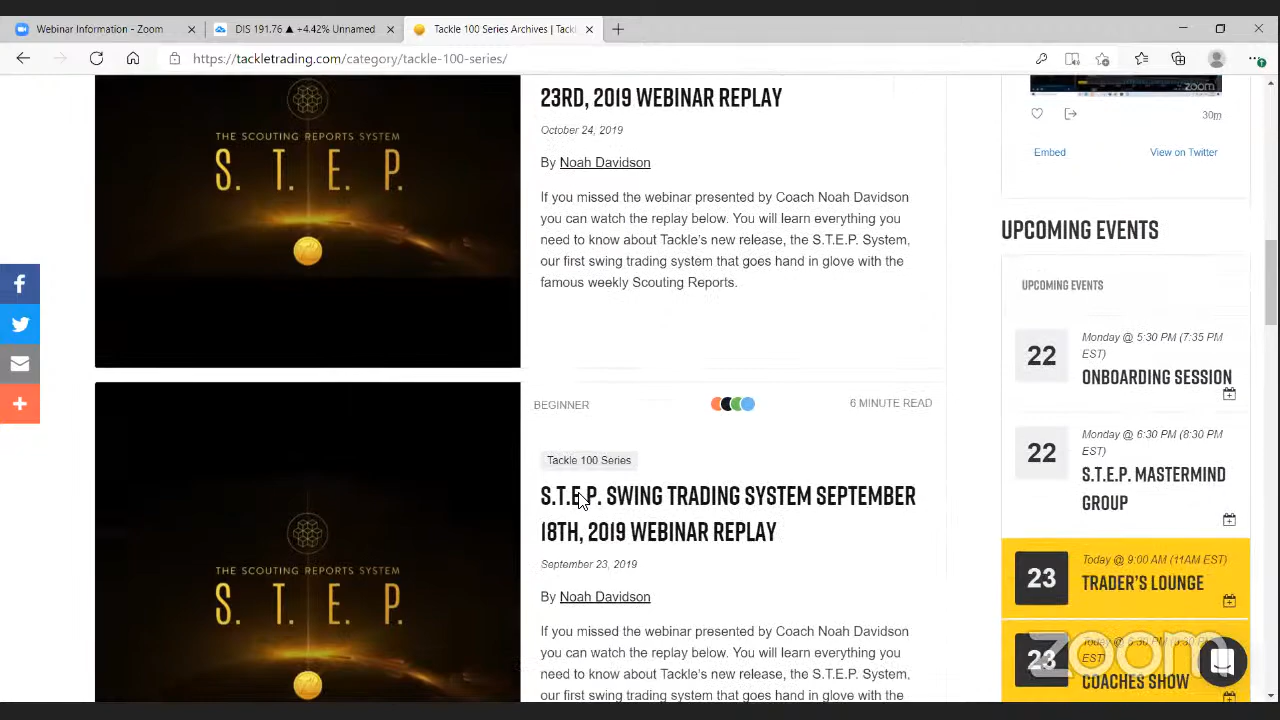 Webinar Information - Zoom
DIS 191.76 ▲ +4.42% Unnamed
Tackle 100 Series Archives | Tackl
https://tackletrading.com/category/tackle-100-series/
THE SCOUTING REPORTS SYSTEM
S. T. E. P.
23RD, 2019 WEBINAR REPLAY
October 24, 2019
By Noah Davidson
If you missed the webinar presented by Coach Noah Davidson
you can watch the replay below. You will learn everything you
need to know about Tackle's new release, the S.T.E.P. System,
our first swing trading system that goes hand in glove with the
famous weekly Scouting Reports.
BEGINNER
6 MINUTE READ
Tackle 100 Series
S.T.E.P. SWING TRADING SYSTEM SEPTEMBER
18TH, 2019 WEBINAR REPLAY
September 23, 2019
By Noah Davidson
If you missed the webinar presented by Coach Noah Davidson
you can watch the replay below. You will learn everything you
need to know about Tackle's new release, the S.T.E.P. System,
our first swing trading system that goes hand in glove with the
THE SCOUTING REPORTS SYSTEM
S. T. E. P.
zoom
30m
Embed
View on Twitter
UPCOMING EVENTS
UPCOMING EVENTS
22
Monday @ 5:30 PM (7:35 PM
EST)
ONBOARDING SESSION
22
Monday @ 6:30 PM (8:30 PM
EST)
S.T.E.P. MASTERMIND
GROUP
23
Today @ 9:00 AM (11AM EST)
TRADER'S LOUNGE
23
EST)
COACHES SHOW
zoom